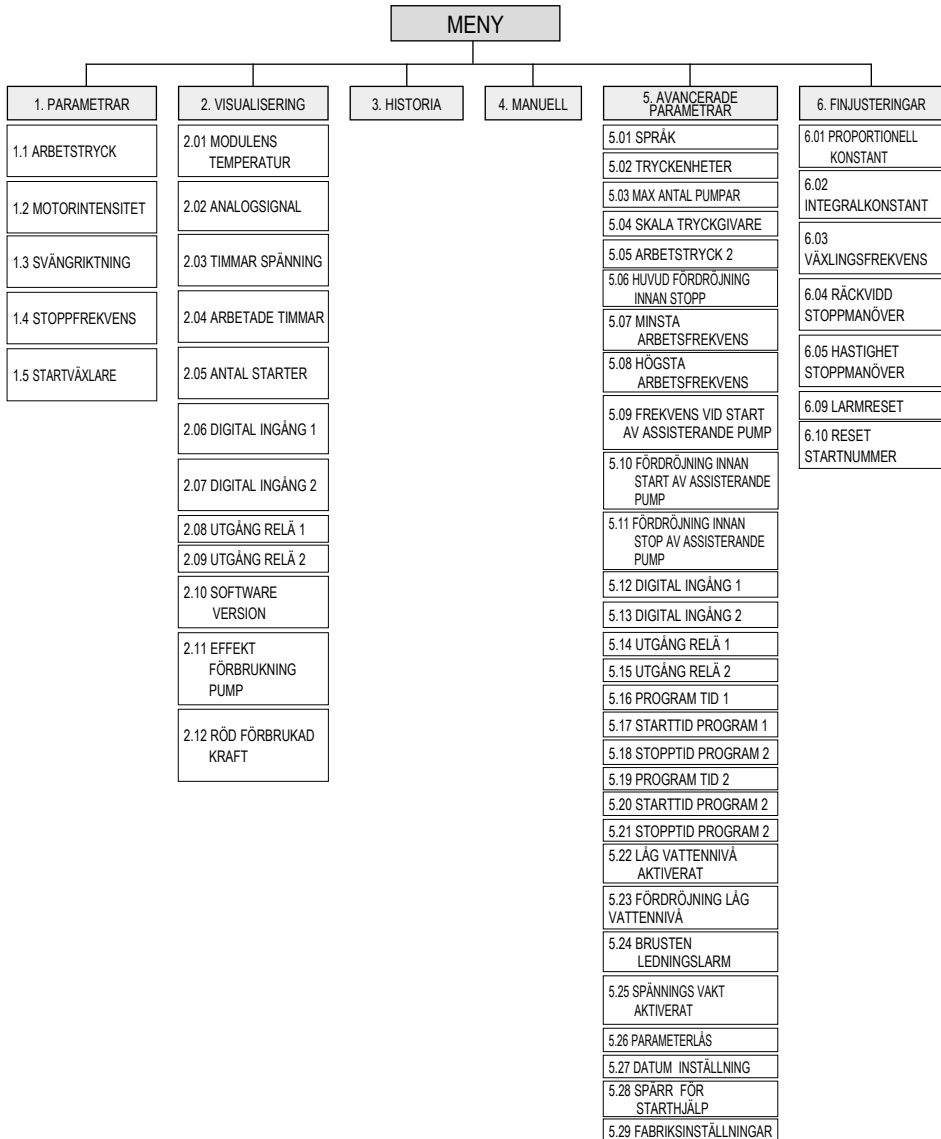 MENY
1. PARAMETRAR
1.1 ARBETSTRYCK
1.2 MOTORINTENSITET
1.3 SVÄNGRIKTNING
1.4 STOPPFREKVENS
1.5 STARTVÄXLARE
2. VISUALISERING
2.01 MODULENS
TEMPERATUR
2.02 ANALOGSIGNAL
2.03 TIMMAR SPÄNNING
2.04 ARBETADE TIMMAR
2.05 ANTAL STARTER
2.06 DIGITAL INGÅNG 1
2.07 DIGITAL INGÅNG 2
2.08 UTGÅNG RELÄ 1
2.09 UTGÅNG RELÄ 2
2.10 SOFTWARE
VERSION
2.11 EFFEKT
FÖRBRUKNING
PUMP
2.12 RÖD FÖRBRUKAD
KRAFT
3. HISTORIA
4. MANUELL
5. AVANCERADE
PARAMETRAR
5.01 SPRÅK
5.02 TRYCKENHETER
5.03 MAX ANTAL PUMPAR
5.04 SKALA TRYCKGIVARE
5.05 ARBETSTRYCK 2
5.06 HUVUD FÖRDRÖJNING
INNAN STOPP
5.07 MINSTA
ARBETSFREKVENS
5.08 HÖGSTA
ARBETSFREKVENS
5.09 FREKVENS VID START
AV ASSISTERANDE PUMP
5.10 FÖRDRÖJNING INNAN
START AV ASSISTERANDE
PUMP
5.11 FÖRDRÖJNING INNAN
STOP AV ASSISTERANDE
PUMP
5.12 DIGITAL INGÅNG 1
5.13 DIGITAL INGÅNG 2
5.14 UTGÅNG RELÄ 1
5.15 UTGÅNG RELÄ 2
5.16 PROGRAM TID 1
5.17 STARTTID PROGRAM 1
5.18 STOPPTID PROGRAM 2
5.19 PROGRAM TID 2
5.20 STARTTID PROGRAM 2
5.21 STOPPTID PROGRAM 2
5.22 LÅG VATTENNIVÅ
AKTIVERAT
5.23 FÖRDRÖJNING LÅG
VATTENNIVÅ
5.24 BRUSTEN
LEDNINGSLARM
5.25 SPÄNNINGS VAKT
AKTIVERAT
5.26 PARAMETERLÅS
5.27 DATUM INSTÄLLNING
5.28 SPÄRR FÖR
STARTHJÄLP
5.29 FABRIKSINSTÄLLNINGAR
6. FINJUSTERINGAR
6.01 PROPORTIONELL
KONSTANT
6.02
INTEGRALKONSTANT
6.03
VÄXLINGSFREKVENS
6.04 RÄCKVIDD
STOPPMANÖVER
6.05 HASTIGHET
STOPPMANÖVER
6.09 LARMRESET
6.10 RESET
STARTNUMMER